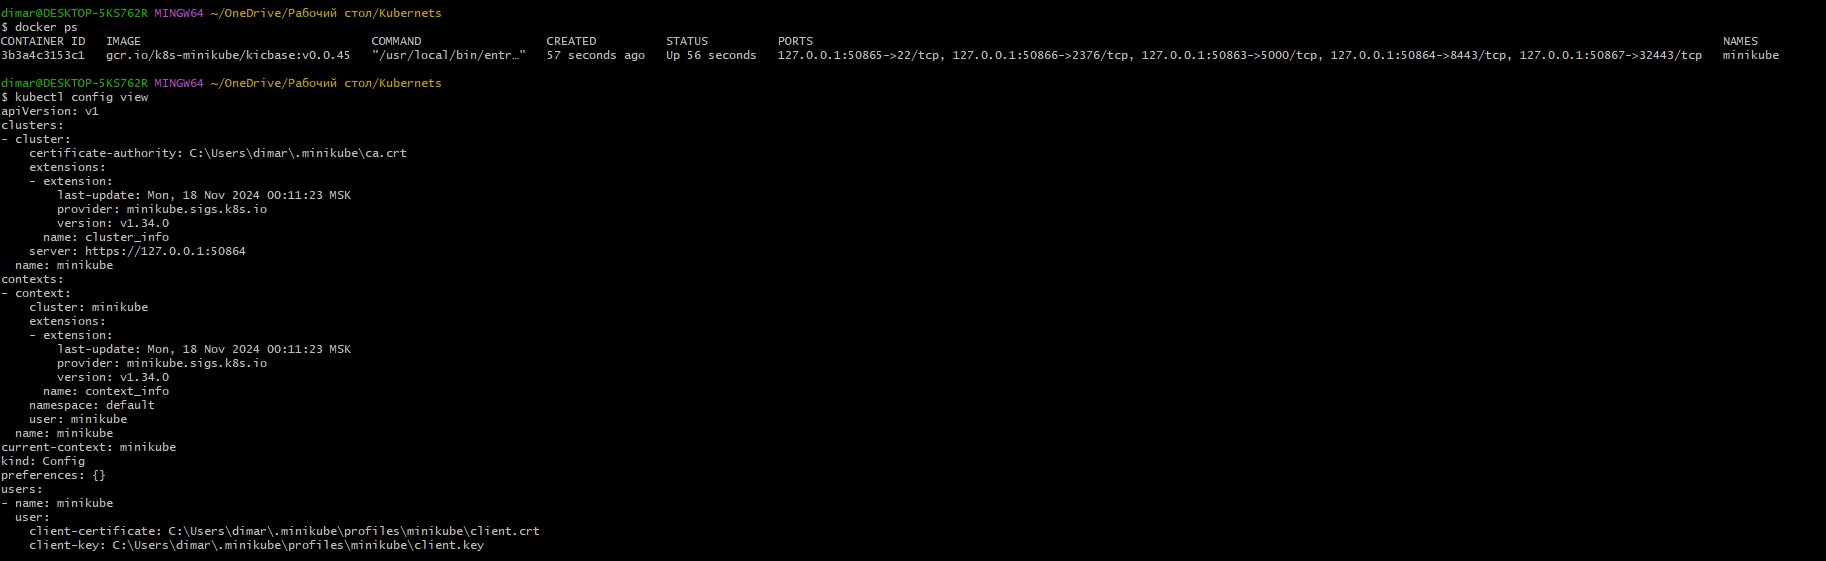 dimar@DESKTOP-5KS762R MINGW64 ~/OneDrive/Рабочий стол/Kubernets
$ docker ps
CONTAINER ID   IMAGE                                 COMMAND                  CREATED          STATUS          PORTS                                                                                                                                  NAMES
3b3a4c3153c1   gcr.io/k8s-minikube/kicbase:v0.0.45   "/usr/local/bin/entr…"   57 seconds ago   Up 56 seconds   127.0.0.1:50865->22/tcp, 127.0.0.1:50866->2376/tcp, 127.0.0.1:50863->5000/tcp, 127.0.0.1:50864->8443/tcp, 127.0.0.1:50867->32443/tcp   minikube

dimar@DESKTOP-5KS762R MINGW64 ~/OneDrive/Рабочий стол/Kubernets
$ kubectl config view
apiVersion: v1
clusters:
- cluster:
    certificate-authority: C:\Users\dimar\.minikube\ca.crt
    extensions:
    - extension:
        last-update: Mon, 18 Nov 2024 00:11:23 MSK
        provider: minikube.sigs.k8s.io
        version: v1.34.0
      name: cluster_info
    server: https://127.0.0.1:50864
  name: minikube
contexts:
- context:
    cluster: minikube
    extensions:
    - extension:
        last-update: Mon, 18 Nov 2024 00:11:23 MSK
        provider: minikube.sigs.k8s.io
        version: v1.34.0
      name: context_info
    namespace: default
    user: minikube
  name: minikube
current-context: minikube
kind: Config
preferences: {}
users:
- name: minikube
  user:
    client-certificate: C:\Users\dimar\.minikube\profiles\minikube\client.crt
    client-key: C:\Users\dimar\.minikube\profiles\minikube\client.key